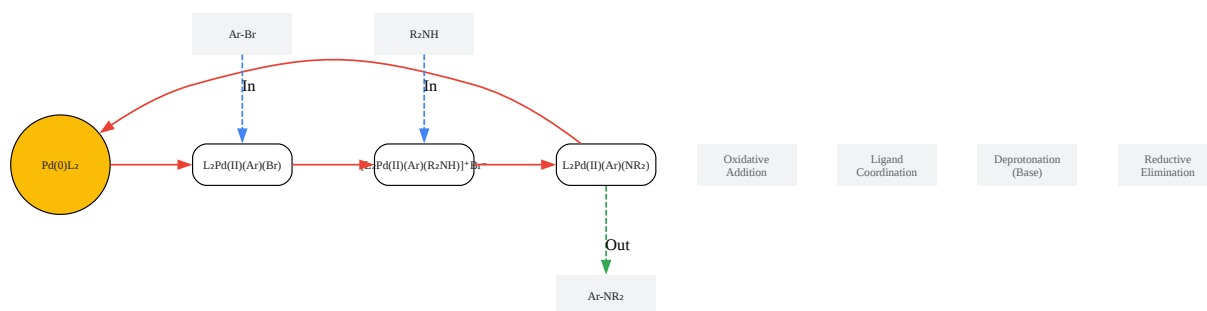 Ar-Br
R₂NH
In
In
Pd(0)L₂
L₂Pd(II)(Ar)(Br)
[L₂Pd(II)(Ar)(R₂NH)]⁺Br⁻
L₂Pd(II)(Ar)(NR₂)
Oxidative
Addition
Ligand
Coordination
Deprotonation
(Base)
Reductive
Elimination
Out
Ar-NR₂